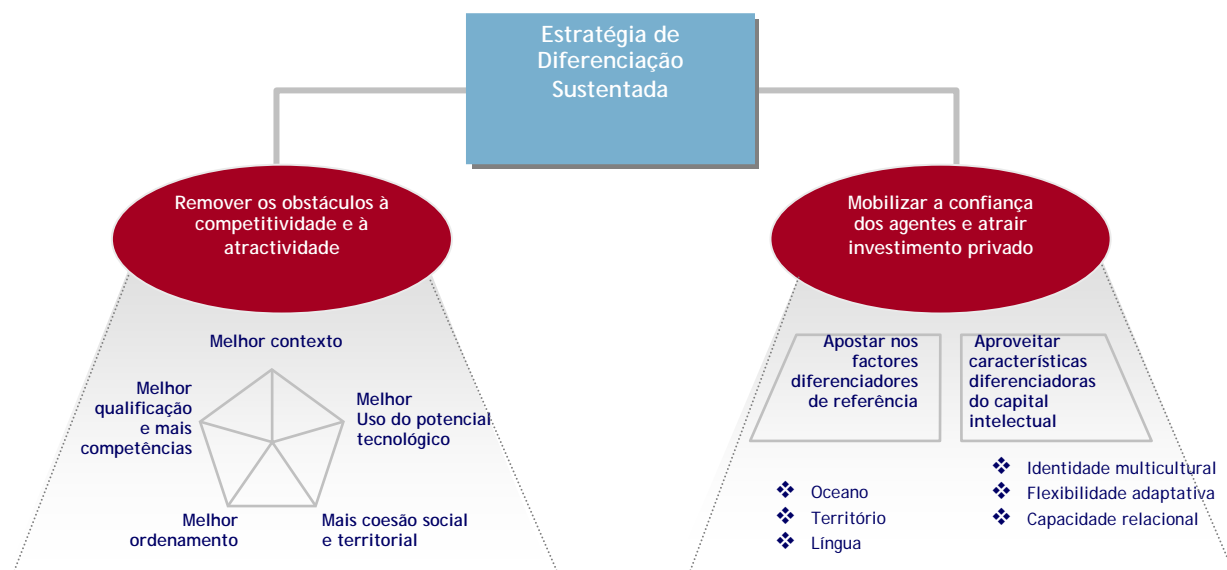 Estratégia de
Diferenciação
Sustentada
Remover os obstáculos à
competitividade e à
atractividade
Mobilizar a confiança
dos agentes e atrair
investimento privado
Melhor contexto
Melhor
qualificação
e mais
competências
Melhor
Uso do potencial
tecnológico
Melhor
ordenamento
Mais coesão social
e territorial
Apostar nos
factores
diferenciadores
de referência
Aproveitar
características
diferenciadoras
do capital
intelectual
Oceano
Território
Língua
Identidade multicultural
Flexibilidade adaptativa
Capacidade relacional